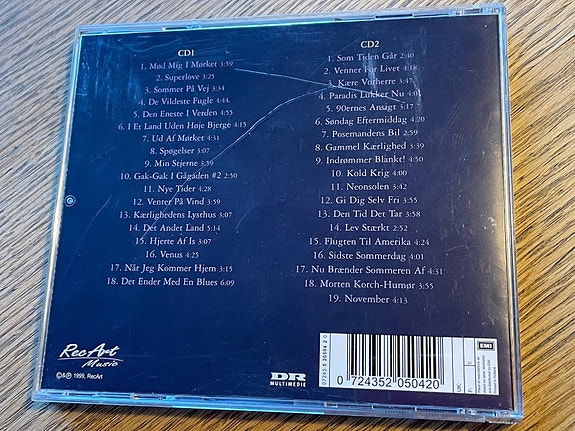 CD1
1. Mød Mig I Mørket 3:59
2. Superlove 3:25
3. Sommer På Vej 3:34
4. De Vildeste Fugle 4:44
5. Den Eneste I Verden 4:55
6. I Et Land Uden Høje Bjerge 4:15
7. Ud Af Mørket 4:31
8. Spøgelser 3:07
9. Min Stjerne 3:39
10. Gak-Gak I Gågaden #2 2:50
11. Nye Tider 4:28
12. Venter På Vind 3:59
13. Kærlighedens Lysthus 3:07
14. Det Andet Land 5:14
15. Hjerte Af Is 3:07
16. Venus 4:25
17. Når Jeg Kommer Hjem 3:15
18. Det Ender Med En Blues 6:09
CD2
1. Som Tiden Går 2:40
2. Venner For Livet 4:18
3. Kære Vorherre 3:47
4. Paradis Lukker Nu 4:01
5. 90ernes Ansigt 3:17
6. Søndag Eftermiddag 4:20
7. Posemandens Bil 2:59
8. Gammel Kærlighed 3:39
9. Indrømmer Blankt! 4:50
10. Kold Krig 4:00
11. Neonsolen 3:42
12. Gi Dig Selv Fri 3:55
13. Den Tid Det Tar 3:58
14. Lev Stærkt 2:52
15. Flugten Til Amerika 4:24
16. Sidste Sommerdag 4:01
17. Nu Brænder Sommeren Af 4:31
18. Morten Korch-Humør 3:55
19. November 4:13
RecArt
Music
©&℗ 1999, RecArt
DR
MULTIMEDIE
0 724352 050420
EMI